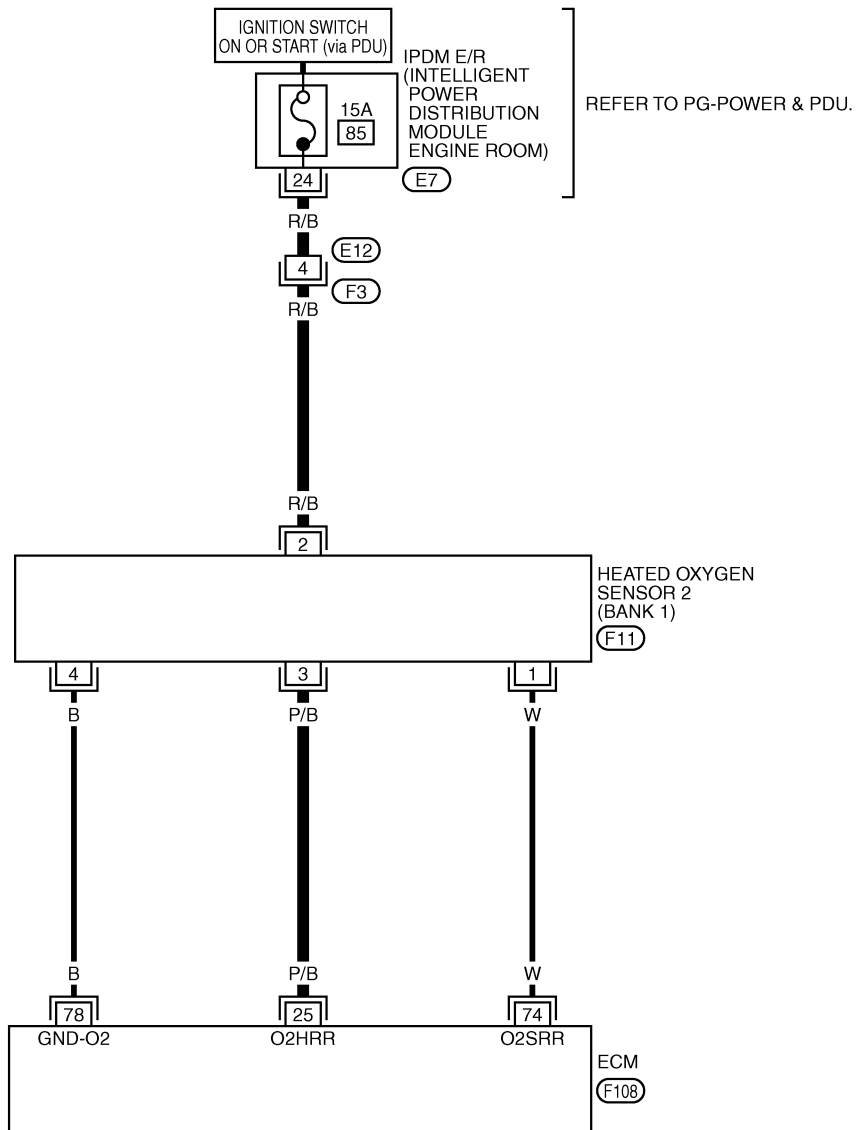 IGNITION SWITCH
ON OR START (via PDU)
IPDM E/R
(INTELLIGENT
POWER
DISTRIBUTION
MODULE
ENGINE ROOM)
REFER TO PG-POWER & PDU.
15A
85
24
E7
R/B
E12
4
F3
R/B
R/B
2
HEATED OXYGEN
SENSOR 2
(BANK 1)
F11
4
3
1
B
P/B
W
B
P/B
W
78
25
74
GND-O2
O2HRR
O2SRR
ECM
F108